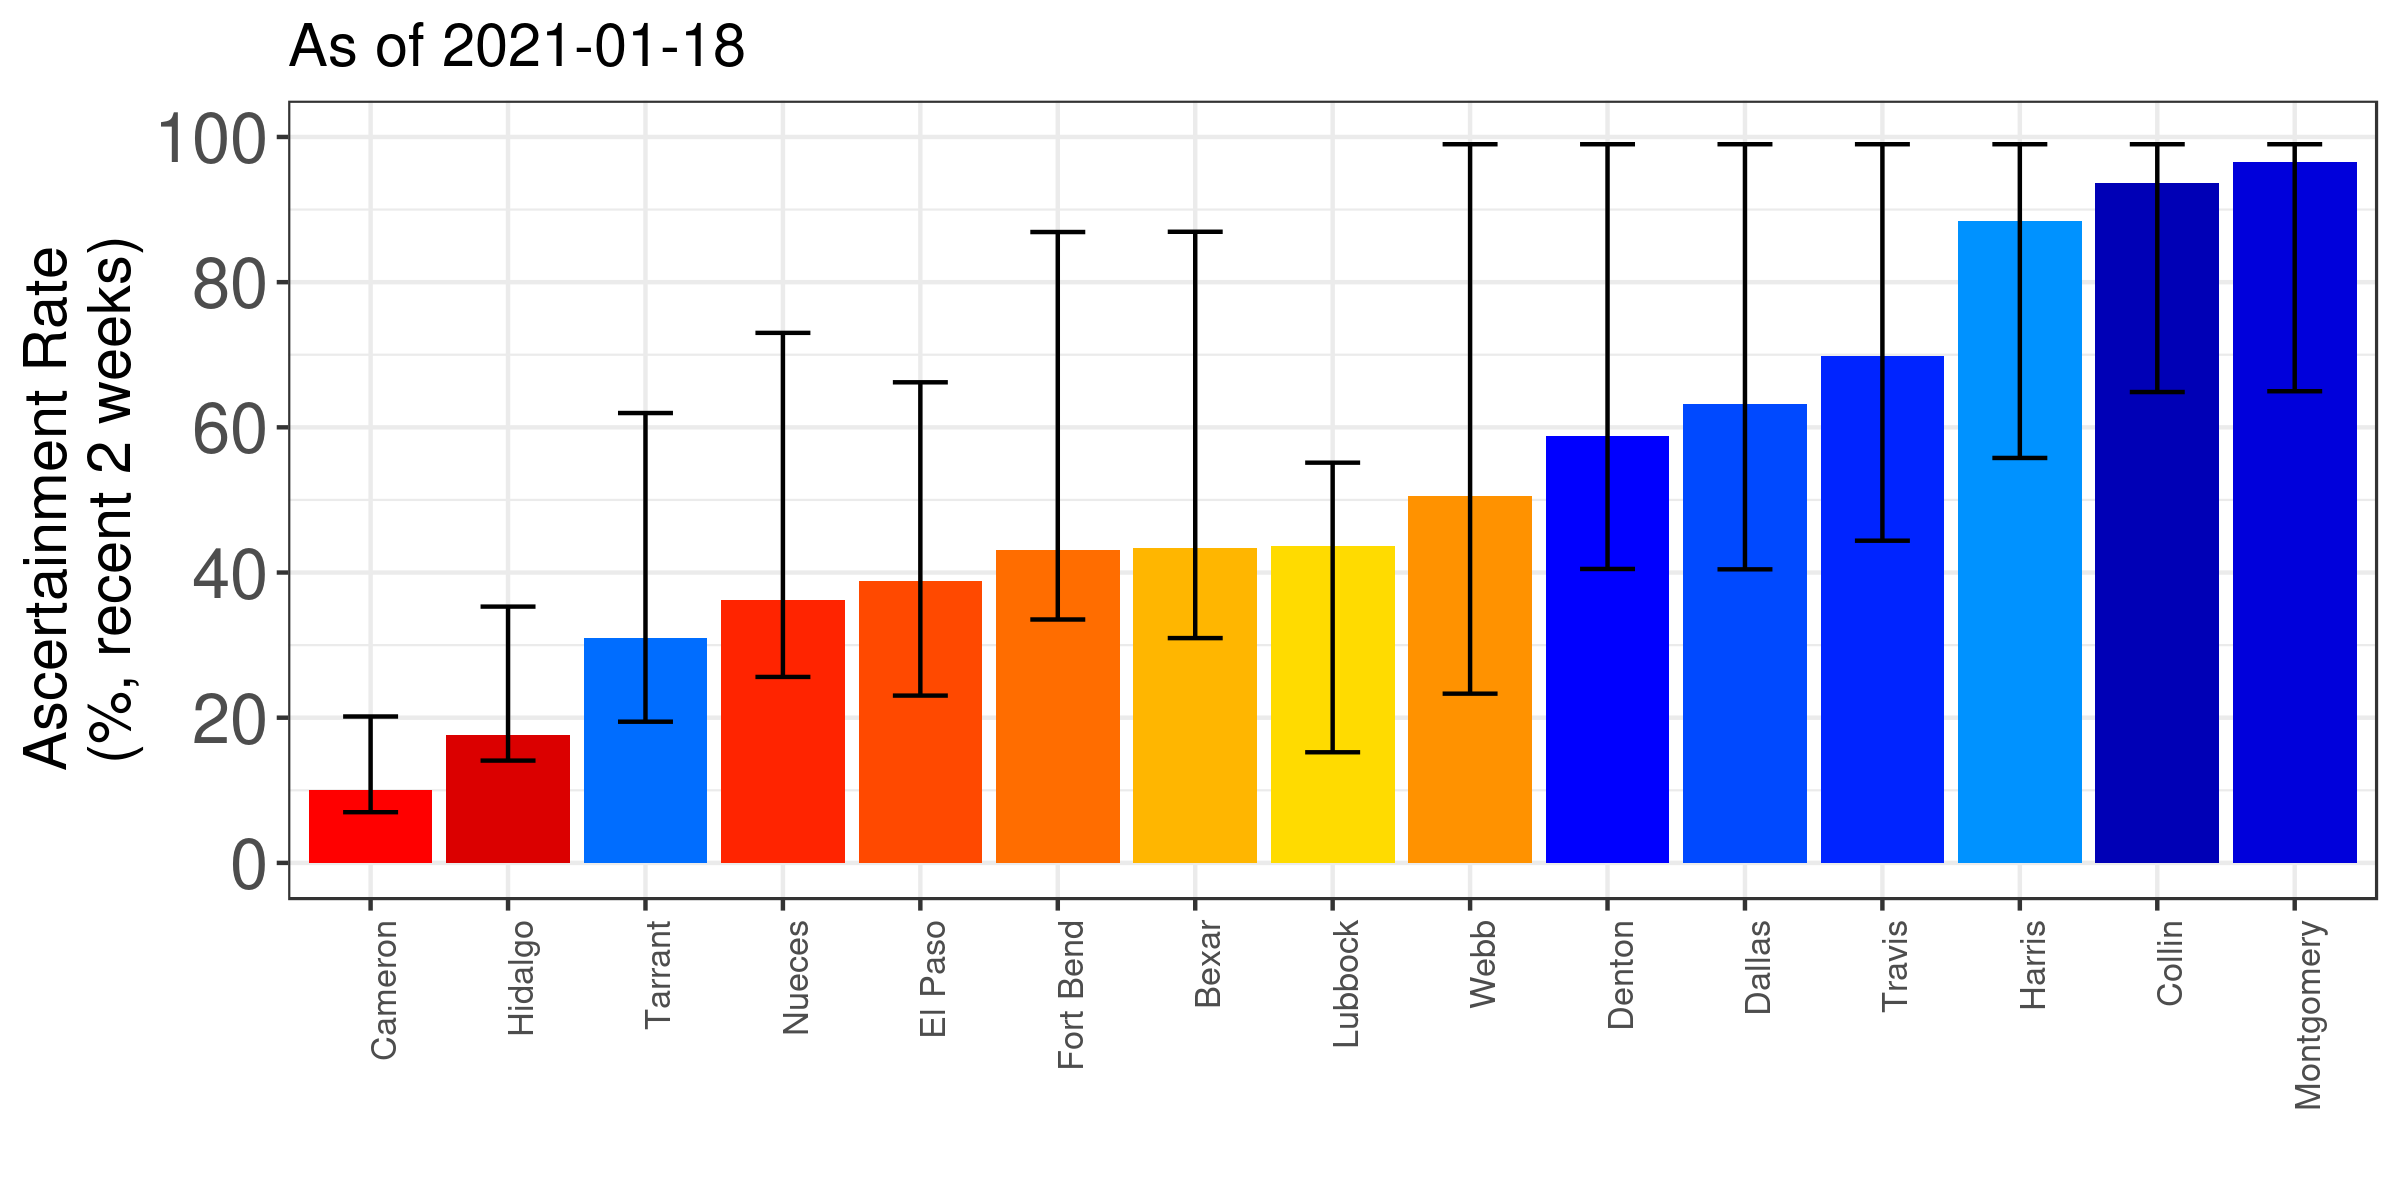 As of 2021-01-18
Ascertainment Rate
(%, recent 2 weeks)
100
80
60
40
20
0
Cameron
Hidalgo
Tarrant
Nueces
El Paso
Fort Bend
Bexar
Lubbock
Webb
Denton
Dallas
Travis
Harris
Collin
Montgomery